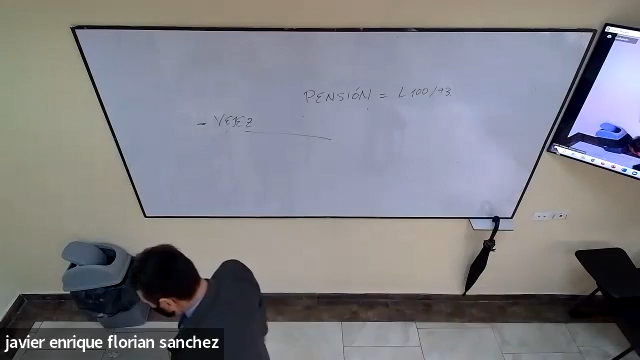 PENSIÓN = L 100/93
- VEJEZ
javier enrique florian sanchez